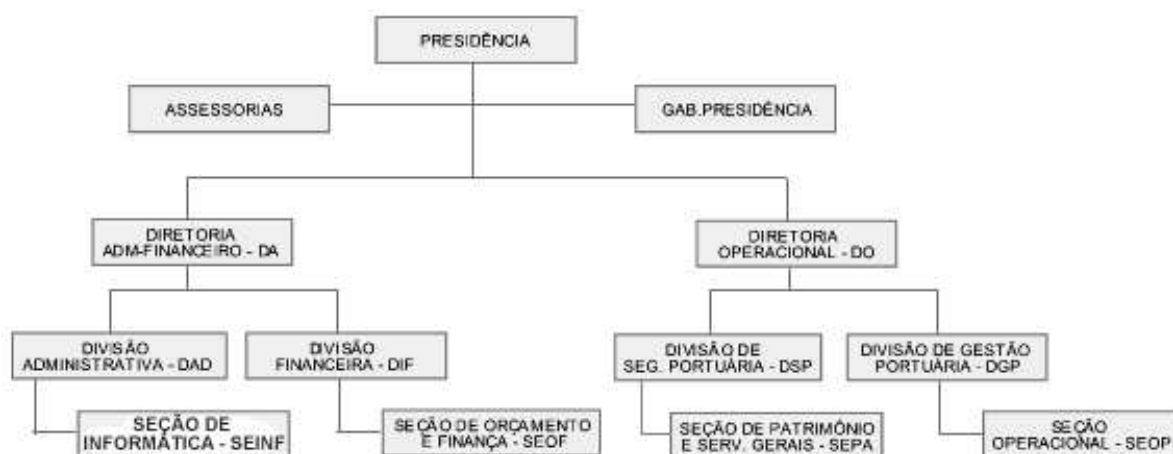 PRESIDÊNCIA
ASSESSORIAS
GAB.PRESIDÊNCIA
DIRETORIA
ADM-FINANCEIRO - DA
DIRETORIA
OPERACIONAL - DO
DIVISÃO
ADMINISTRATIVA - DAD
DIVISÃO
FINANCEIRA - DIF
DIVISÃO DE
SEG. PORTUÁRIA - DSP
DIVISÃO DE GESTÃO
PORTUÁRIA - DGP
SEÇÃO DE
INFORMÁTICA - SEINF
SEÇÃO DE ORÇAMENTO
E FINANÇA - SEOF
SEÇÃO DE PATRIMÔNIO
E SERV. GERAIS - SEPA
SEÇÃO
OPERACIONAL - SEOP